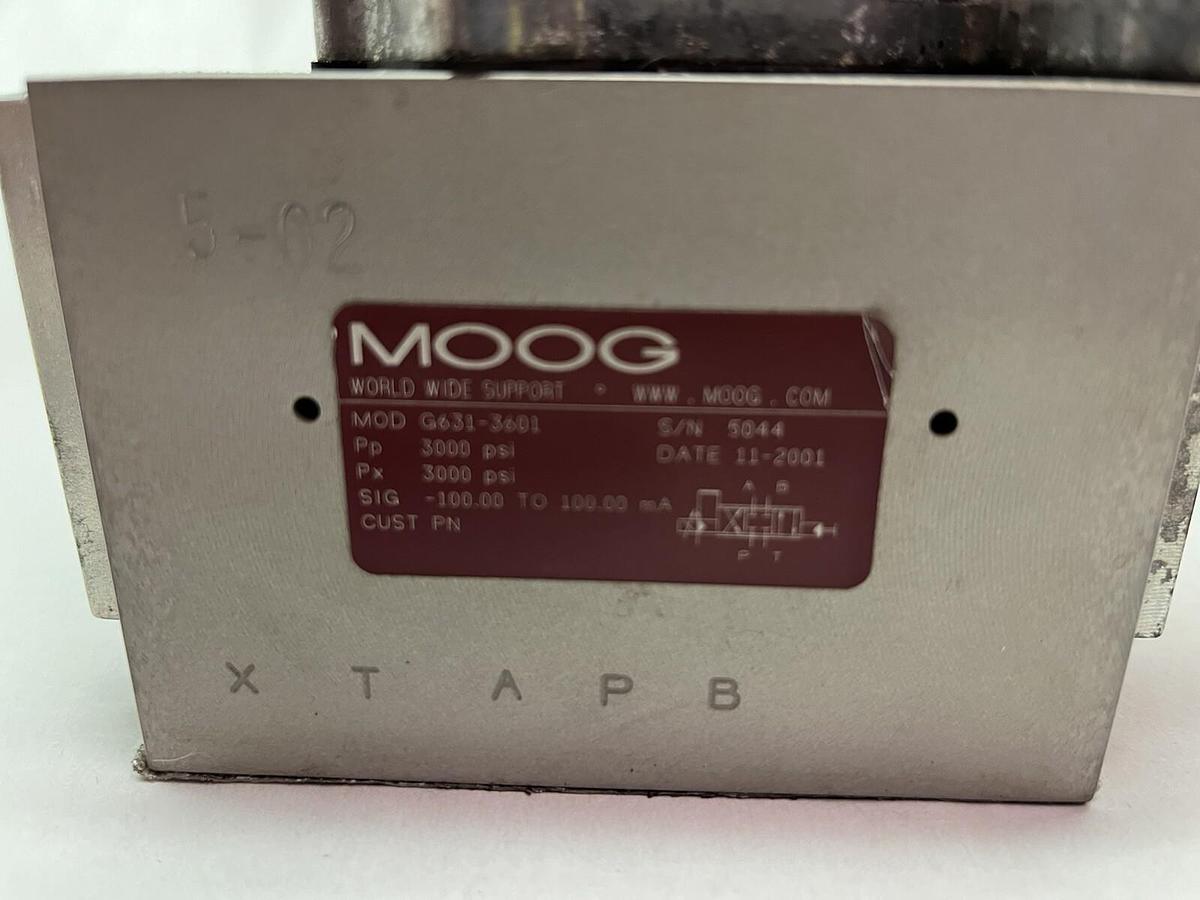 5-02
MOOG
WORLD WIDE SUPPORT • WWW.MOOG.COM
MOD G631-3601 S/N 5044
Pp 3000 psi DATE 11-2001
Px 3000 psi
SIG -100.00 TO 100.00 mA
CUST PN
A B
P T
X T A P B